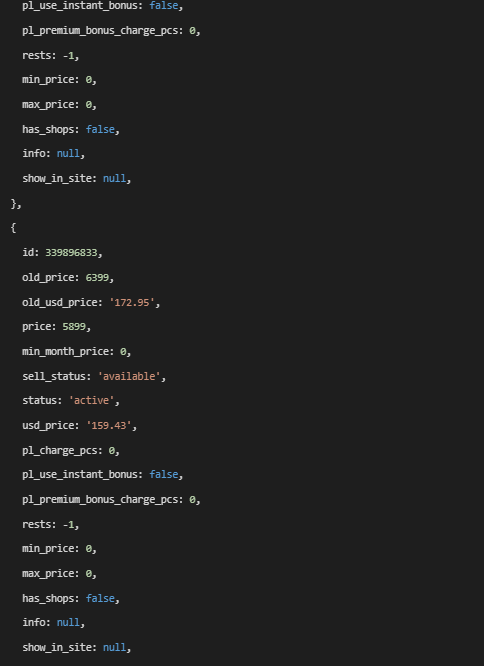 pl_use_instant_bonus: false,
pl_premium_bonus_charge_pcs: 0,
rests: -1,
min_price: 0,
max_price: 0,
has_shops: false,
info: null,
show_in_site: null,
},
{
id: 339896833,
old_price: 6399,
old_usd_price: '172.95',
price: 5899,
min_month_price: 0,
sell_status: 'available',
status: 'active',
usd_price: '159.43',
pl_charge_pcs: 0,
pl_use_instant_bonus: false,
pl_premium_bonus_charge_pcs: 0,
rests: -1,
min_price: 0,
max_price: 0,
has_shops: false,
info: null,
show_in_site: null,